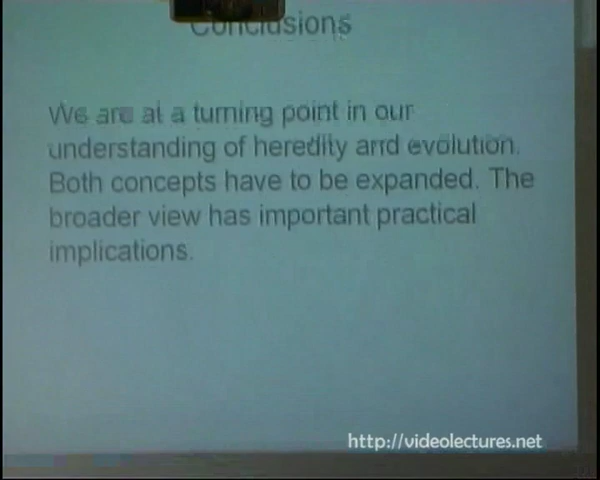 Conclusions
We are at a turning point in our
understanding of heredity and evolution.
Both concepts have to be expanded. The
broader view has important practical
implications.
http://videolectures.net